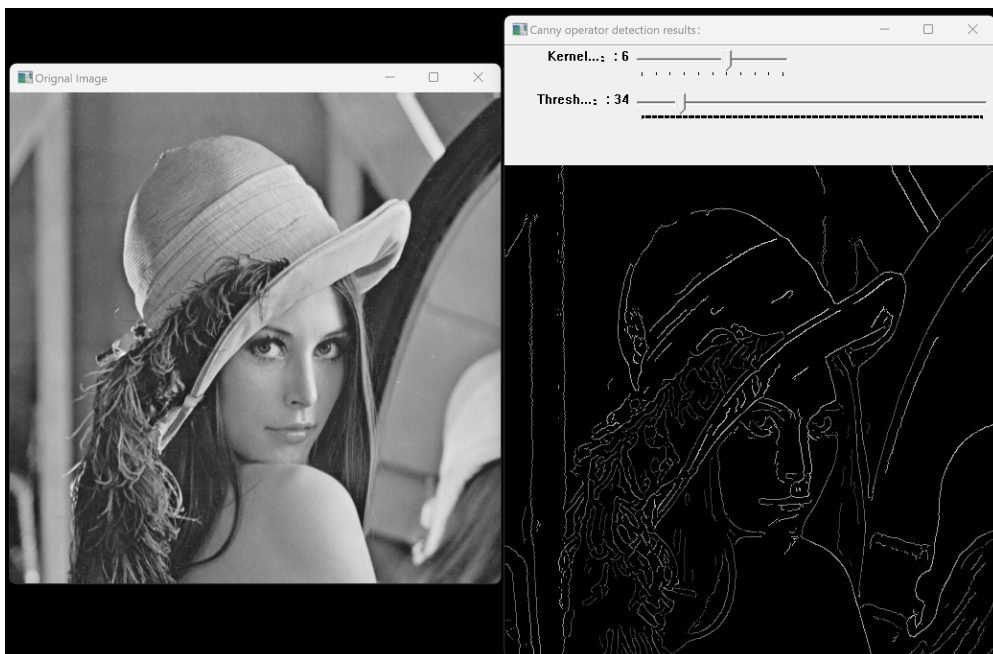 Orignal Image
Canny operator detection results:
Kernel...: : 6
Thresh...: : 34